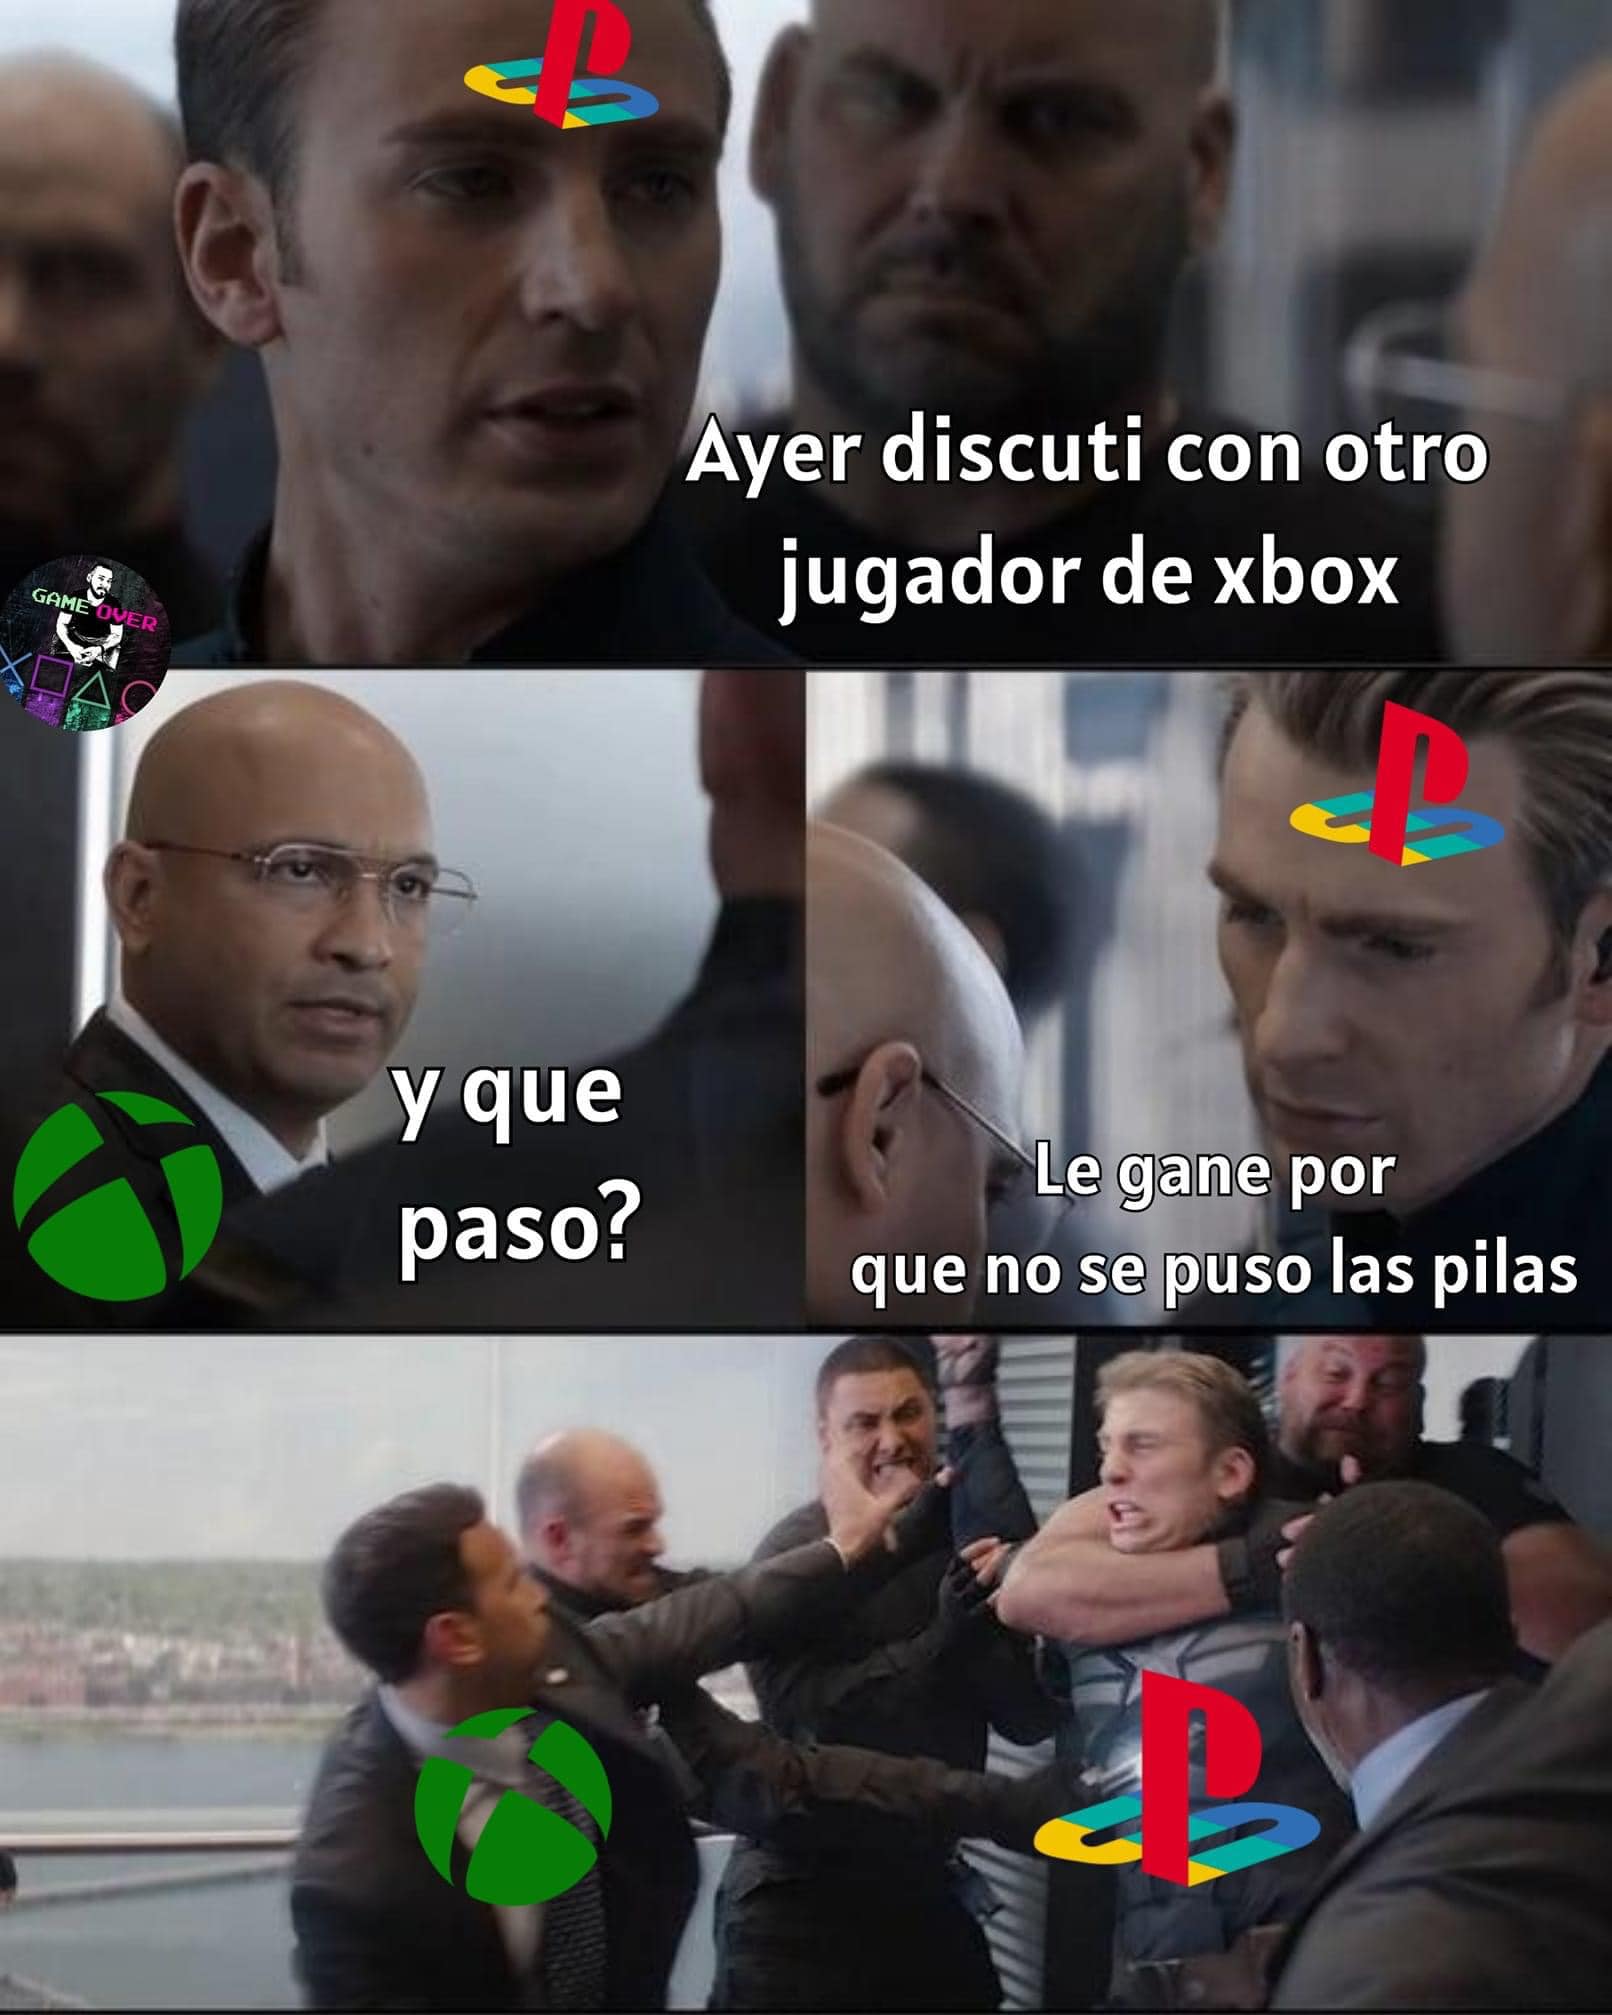 Ayer discuti con otro
jugador de xbox
GAME OVER
y que
paso?
Le gane por
que no se puso las pilas